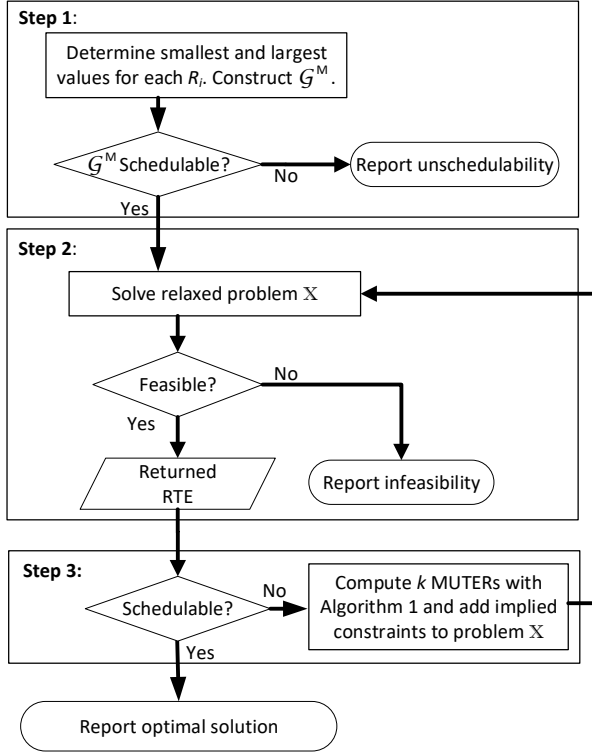 Step 1:
Determine smallest and largest
values for each Rᵢ. Construct 𝒢ᴹ.
𝒢ᴹ Schedulable?
No
Report unschedulability
Yes
Step 2:
Solve relaxed problem 𝕏
Feasible?
No
Yes
Returned
RTE
Report infeasibility
Step 3:
Schedulable?
No
Compute k MUTERs with
Algorithm 1 and add implied
constraints to problem 𝕏
Yes
Report optimal solution